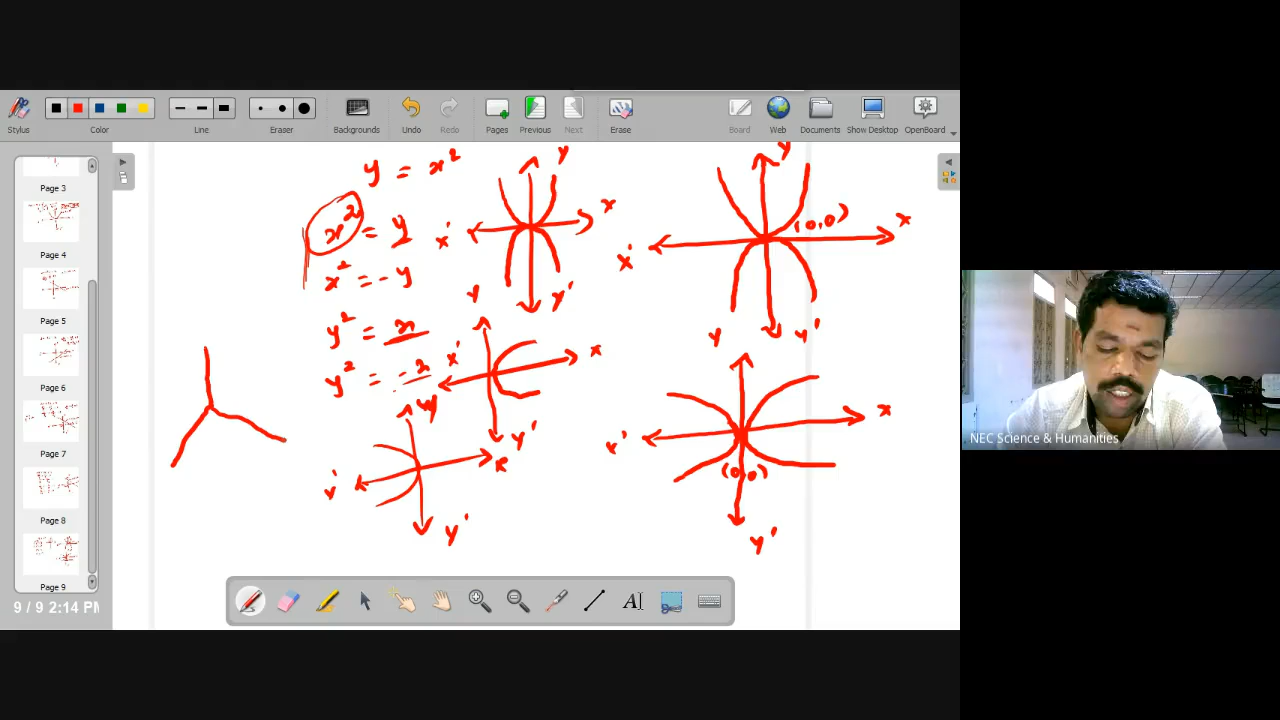 Stylus
Color
Line
Eraser
Backgrounds
Undo
Redo
Pages
Previous
Next
Erase
Board
Web
Documents
Show Desktop
OpenBoard
Page 3
Page 4
Page 5
Page 6
Page 7
Page 8
Page 9
9 / 9 2:14 PM
y = x²
x² = y
x² = -y
y² = x
y² = -x
y
x
x'
y'
y
x
x'
y'
(0,0)
y
x
x'
y'
y
x
x'
y'
y
x
x'
y'
(0,0)
A
NEC Science & Humanities